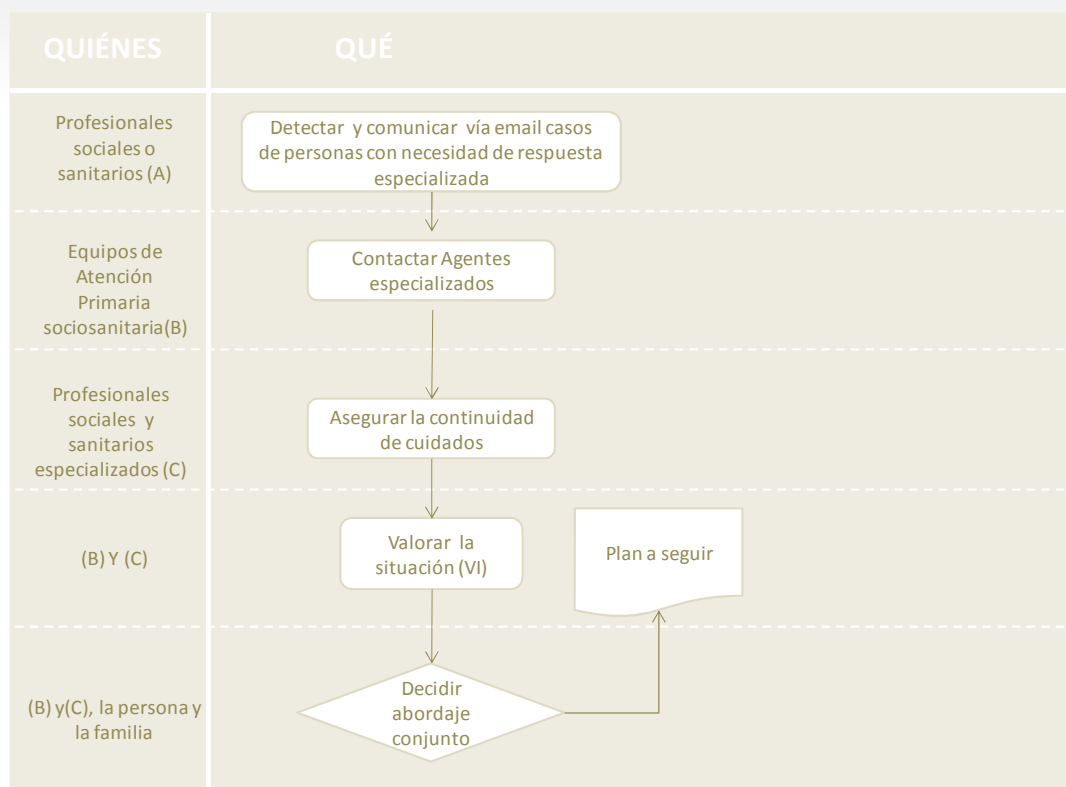 QUIÉNES
QUÉ
Profesionales
sociales o
sanitarios (A)
Detectar y comunicar vía email casos
de personas con necesidad de respuesta
especializada
Equipos de
Atención
Primaria
sociosanitaria(B)
Contactar Agentes
especializados
Profesionales
sociales y
sanitarios
especializados (C)
Asegurar la continuidad
de cuidados
(B) Y (C)
Valorar la
situación (VI)
Plan a seguir
(B) y(C), la persona y
la familia
Decidir
abordaje
conjunto